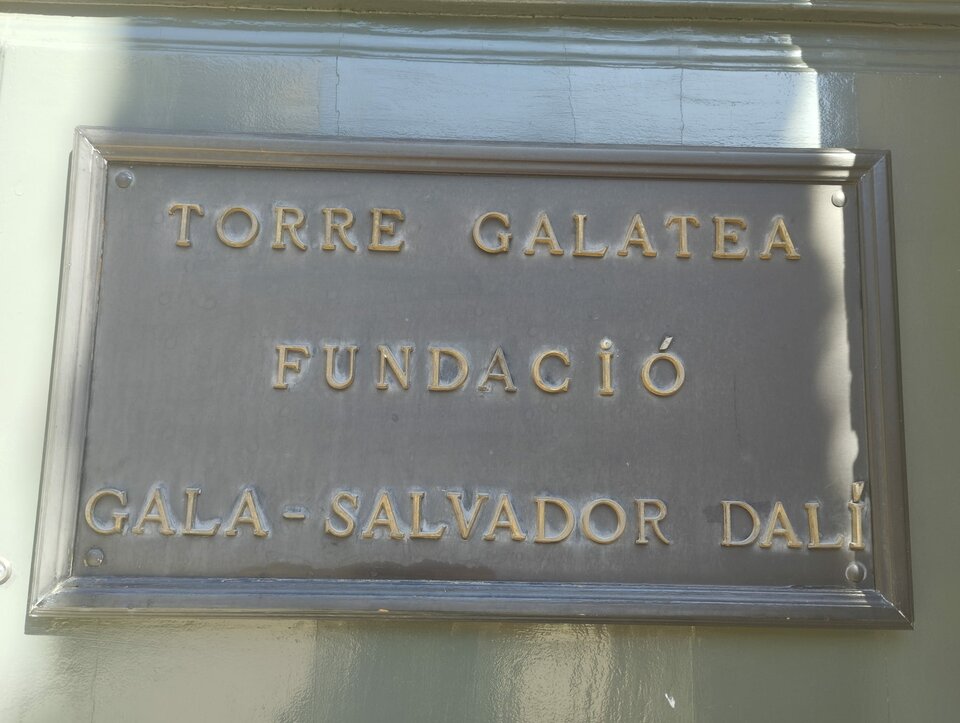 TORRE GALATEA
FUNDACiÓ
GALA-SALVADOR DALÍ